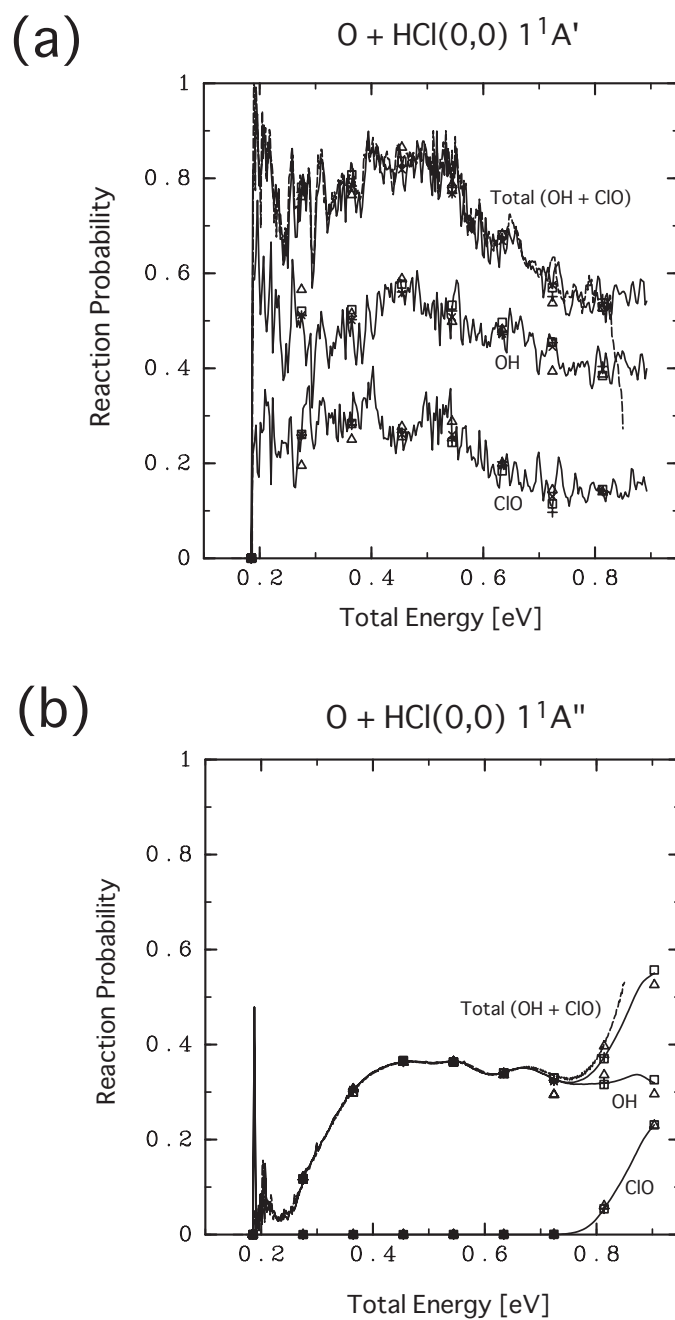 (a)
O + HCl(0,0) 1¹A'
1
0.8
0.6
0.4
0.2
0
Reaction Probability
Total (OH + ClO)
OH
ClO
0.2 0.4 0.6 0.8
Total Energy [eV]
(b)
O + HCl(0,0) 1¹A"
1
0.8
0.6
0.4
0.2
0
Reaction Probability
Total (OH + ClO)
OH
ClO
0.2 0.4 0.6 0.8
Total Energy [eV]